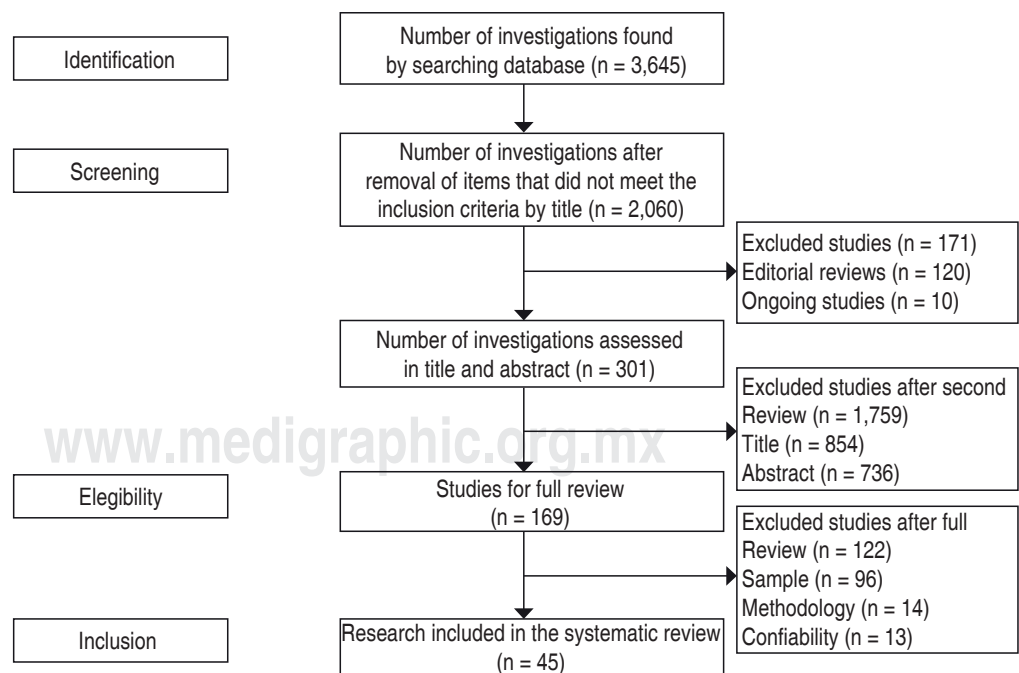 Identification
Number of investigations found
by searching database (n = 3,645)
Screening
Number of investigations after
removal of items that did not meet the
inclusion criteria by title (n = 2,060)
Excluded studies (n = 171)
Editorial reviews (n = 120)
Ongoing studies (n = 10)
Number of investigations assessed
in title and abstract (n = 301)
Excluded studies after second
Review (n = 1,759)
Title (n = 854)
Abstract (n = 736)
www.medigraphic.org.mx
Elegibility
Studies for full review
(n = 169)
Excluded studies after full
Review (n = 122)
Sample (n = 96)
Methodology (n = 14)
Confiability (n = 13)
Inclusion
Research included in the systematic review
(n = 45)